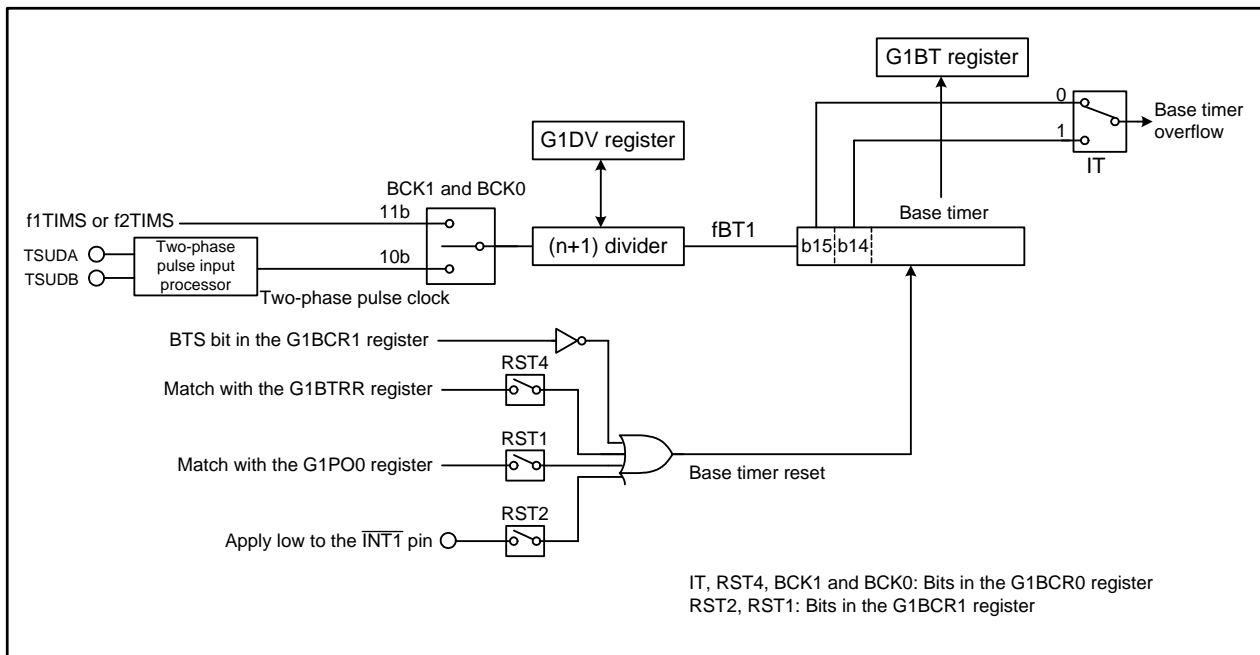 G1BT register
0
Base timer
overflow
G1DV register
1
IT
BCK1 and BCK0
f1TIMS or f2TIMS
11b
Base timer
fBT1
TSUDA
Two-phase
pulse input
processor
(n+1) divider
b15
b14
TSUDB
10b
Two-phase pulse clock
BTS bit in the G1BCR1 register
RST4
Match with the G1BTRR register
RST1
Match with the G1PO0 register
Base timer reset
RST2
Apply low to the INT1 pin
IT, RST4, BCK1 and BCK0: Bits in the G1BCR0 register
RST2, RST1: Bits in the G1BCR1 register